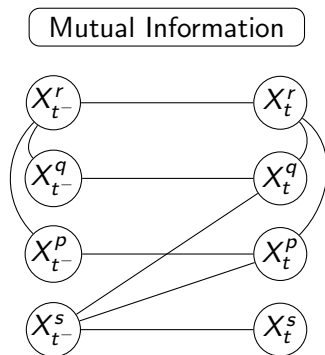 Mutual Information
X_{t^-}^r X_t^r
X_{t^-}^q X_t^q
X_{t^-}^p X_t^p
X_{t^-}^s X_t^s